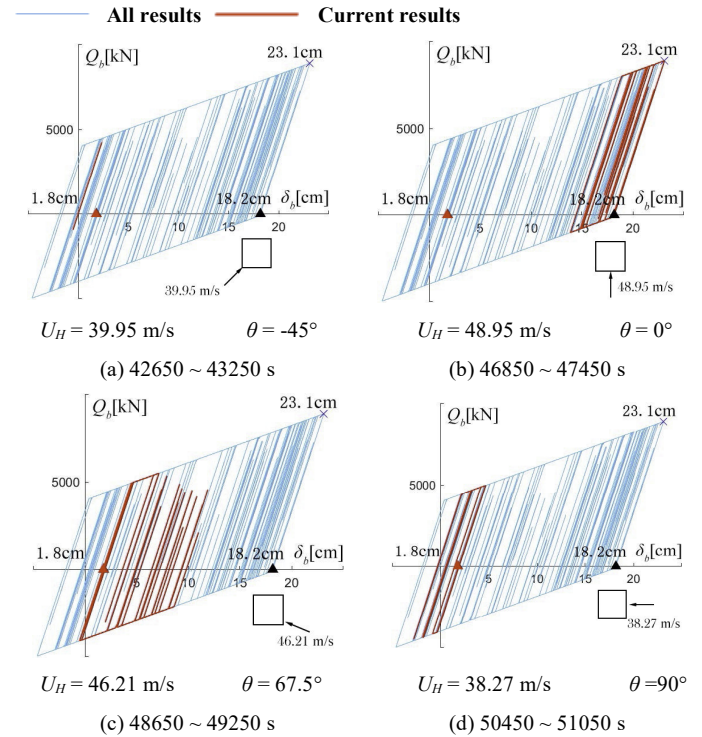 All results Current results
23.1cm
Q_b[kN]
5000
1.8cm 18.2cm δ_b[cm]
5 10 15 20
39.95 m/s
U_H = 39.95 m/s θ = -45°
(a) 42650 ~ 43250 s
23.1cm
Q_b[kN]
5000
1.8cm 18.2cm δ_b[cm]
5 10 15 20
48.95 m/s
U_H = 48.95 m/s θ = 0°
(b) 46850 ~ 47450 s
23.1cm
Q_b[kN]
5000
1.8cm 18.2cm δ_b[cm]
5 10 15 20
46.21 m/s
U_H = 46.21 m/s θ = 67.5°
(c) 48650 ~ 49250 s
23.1cm
Q_b[kN]
5000
1.8cm 18.2cm δ_b[cm]
5 10 15 20
38.27 m/s
U_H = 38.27 m/s θ =90°
(d) 50450 ~ 51050 s